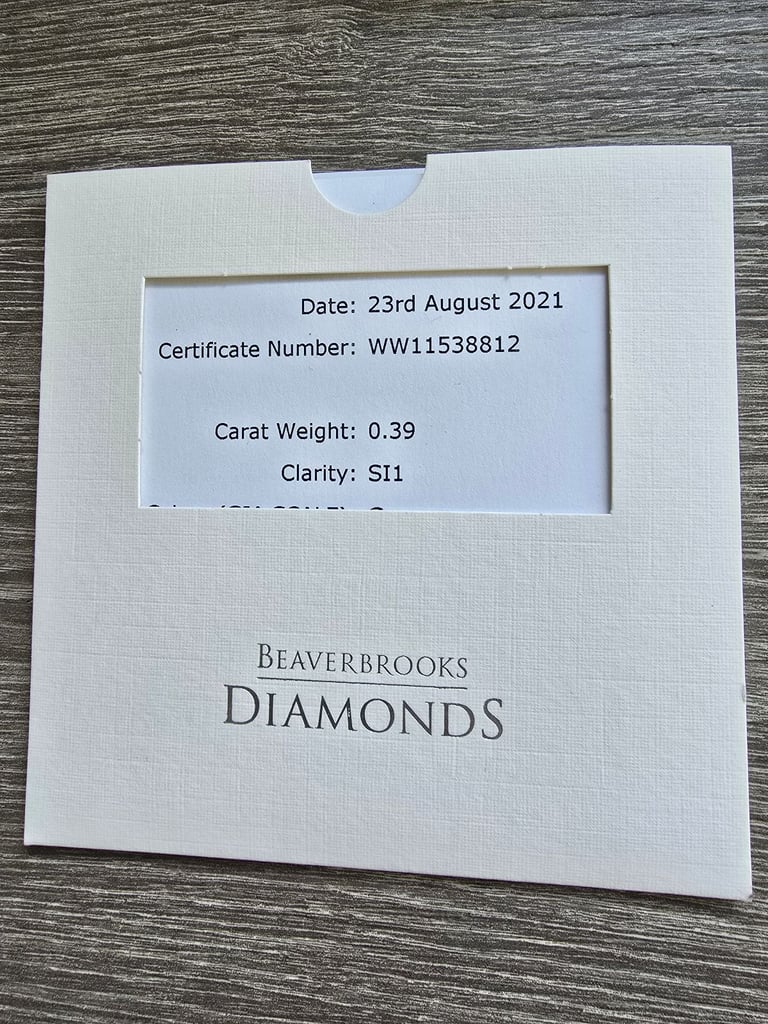 Date: 23rd August 2021
Certificate Number: WW11538812
Carat Weight: 0.39
Clarity: SI1
BEAVERBROOKS
DIAMONDS